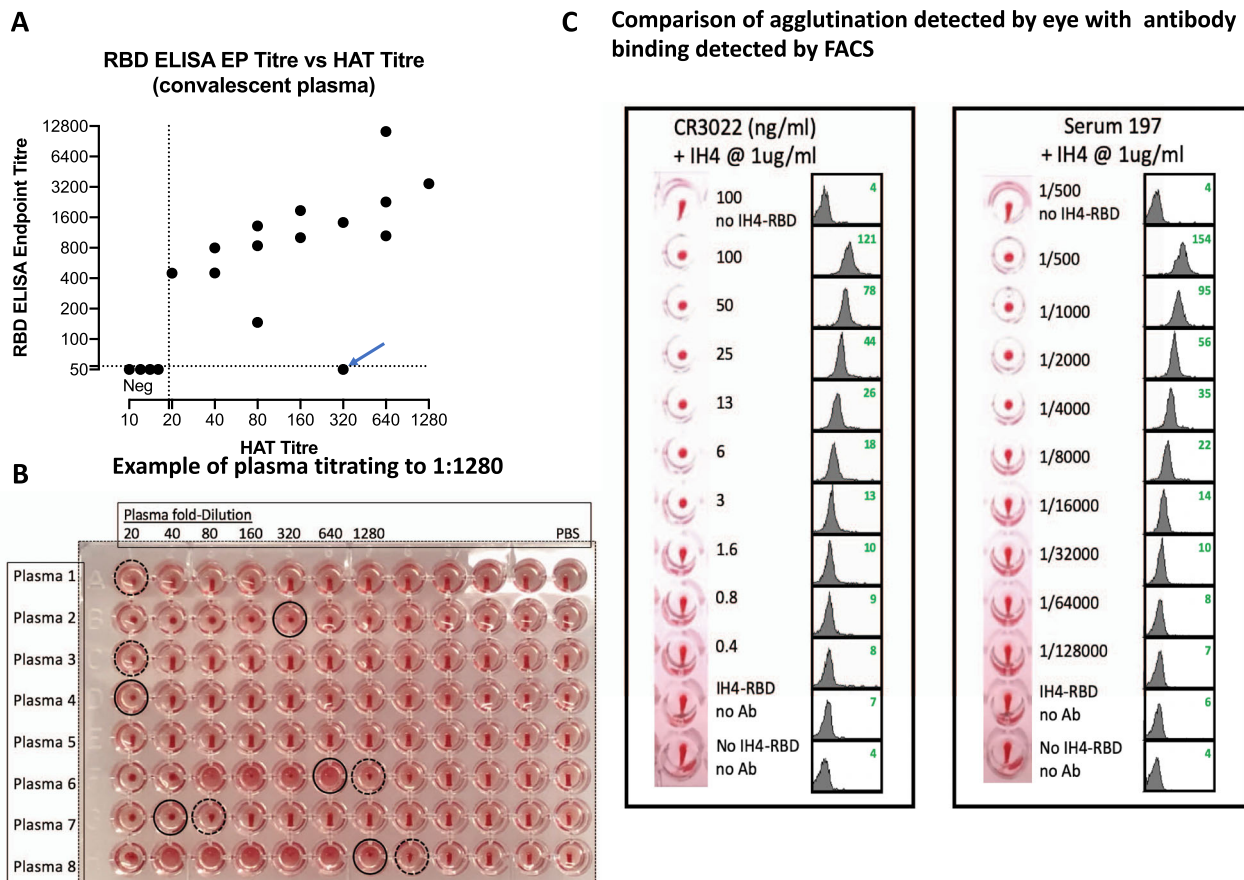 A
RBD ELISA EP Titre vs HAT Titre
(convalescent plasma)
RBD ELISA Endpoint Titre
12800
6400
3200
1600
800
400
200
100
50
Neg
10 20 40 80 160 320 640 1280
HAT Titre
B
Example of plasma titrating to 1:1280
Plasma fold-Dilution
20 40 80 160 320 640 1280 PBS
Plasma 1
Plasma 2
Plasma 3
Plasma 4
Plasma 5
Plasma 6
Plasma 7
Plasma 8
C
Comparison of agglutination detected by eye with antibody
binding detected by FACS
CR3022 (ng/ml)
+ IH4 @ 1ug/ml
100
no IH4-RBD
4
100
121
50
78
25
44
13
26
6
18
3
13
1.6
10
0.8
9
0.4
8
IH4-RBD
no Ab
7
No IH4-RBD
no Ab
4
Serum 197
+ IH4 @ 1ug/ml
1/500
no IH4-RBD
4
1/500
154
1/1000
95
1/2000
56
1/4000
35
1/8000
22
1/16000
14
1/32000
10
1/64000
8
1/128000
7
IH4-RBD
no Ab
6
No IH4-RBD
no Ab
4